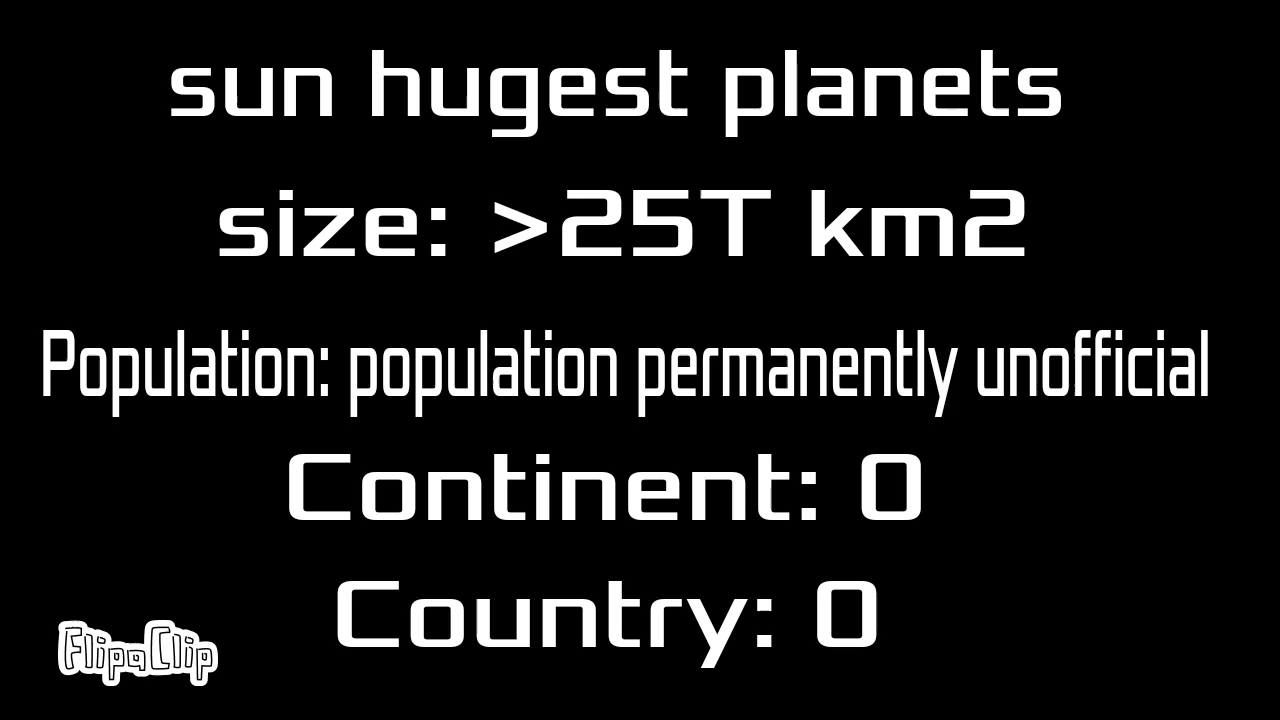 sun hugest planets
size: >25T km2
Population: population permanently unofficial
Continent: 0
Country: 0
FlipaClip